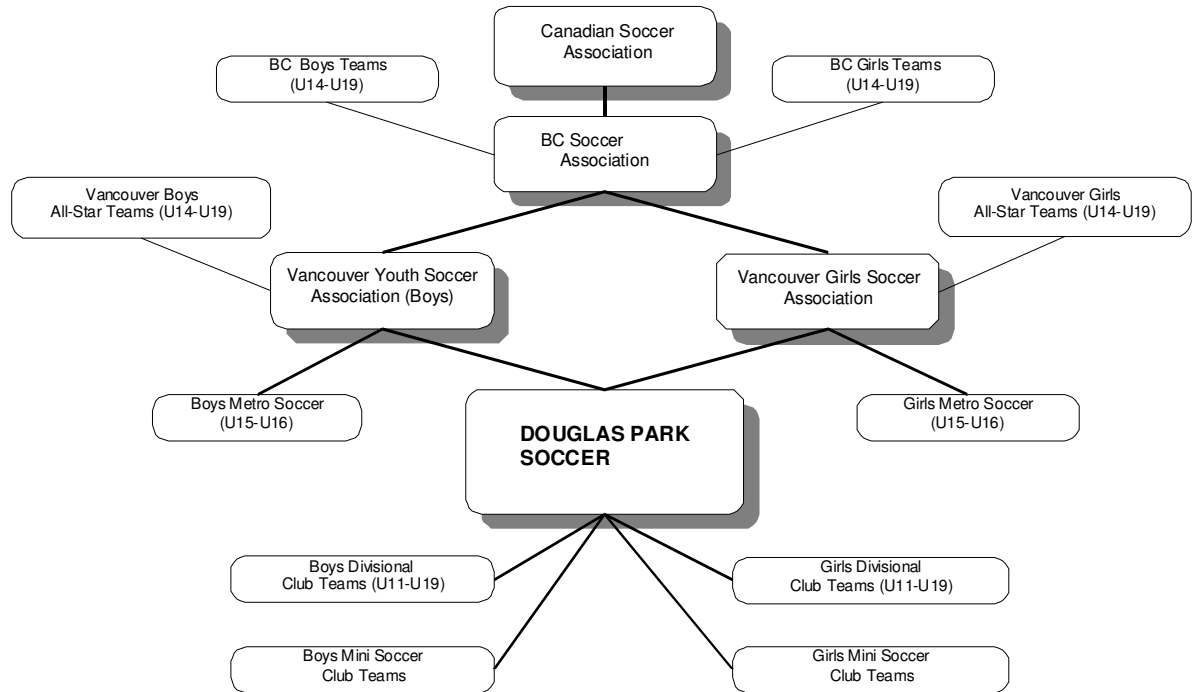 Canadian Soccer
Association
BC Boys Teams
(U14-U19)
BC Girls Teams
(U14-U19)
BC Soccer
Association
Vancouver Boys
All-Star Teams (U14-U19)
Vancouver Girls
All-Star Teams (U14-U19)
Vancouver Youth Soccer
Association (Boys)
Vancouver Girls Soccer
Association
Boys Metro Soccer
(U15-U16)
Girls Metro Soccer
(U15-U16)
DOUGLAS PARK
SOCCER
Boys Divisional
Club Teams (U11-U19)
Girls Divisional
Club Teams (U11-U19)
Boys Mini Soccer
Club Teams
Girls Mini Soccer
Club Teams